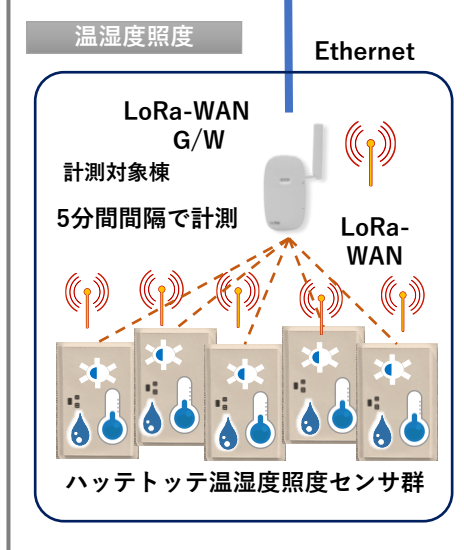 温湿度照度
Ethernet
LoRa-WAN
G/W
計測対象棟
5分間間隔で計測
LoRa-
WAN
ハッテトッテ温湿度照度センサ群